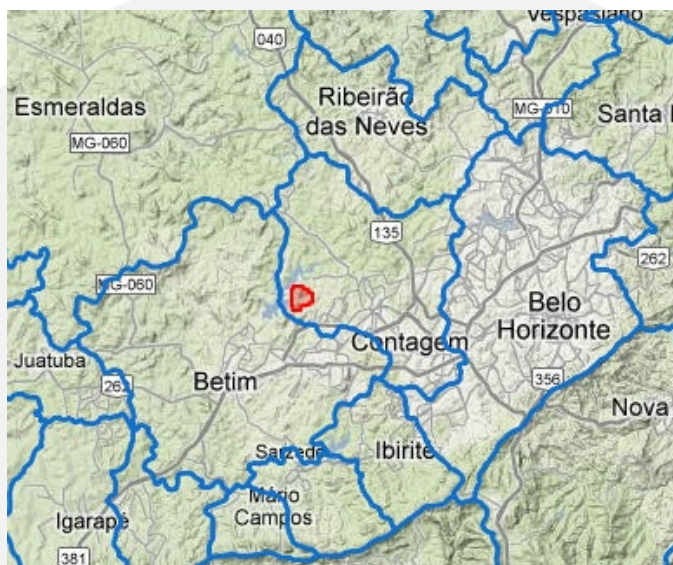 Vespasiano
040
Esmeraldas
Ribeirão
das Neves
MG-010
Santa
MG-060
135
262
MG-060
Belo
Horizonte
Contagem
Juatuba
262
Betim
356
Nova
Sarzedo
Ibirite
Mário
Campos
Igarapé
381